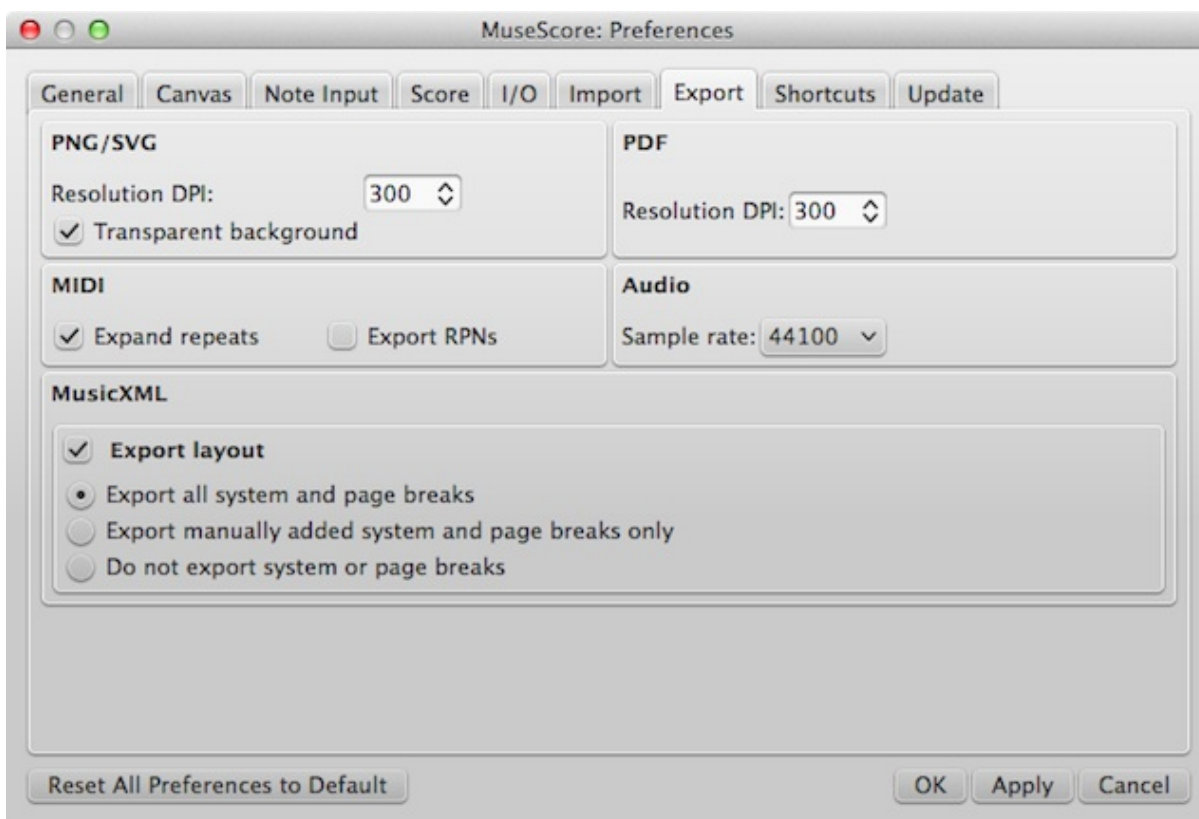 MuseScore: Preferences
General Canvas Note Input Score I/O Import Export Shortcuts Update
PNG/SVG
Resolution DPI: 300
Transparent background
PDF
Resolution DPI: 300
MIDI
Expand repeats Export RPNs
Audio
Sample rate: 44100
MusicXML
Export layout
Export all system and page breaks
Export manually added system and page breaks only
Do not export system or page breaks
Reset All Preferences to Default OK Apply Cancel